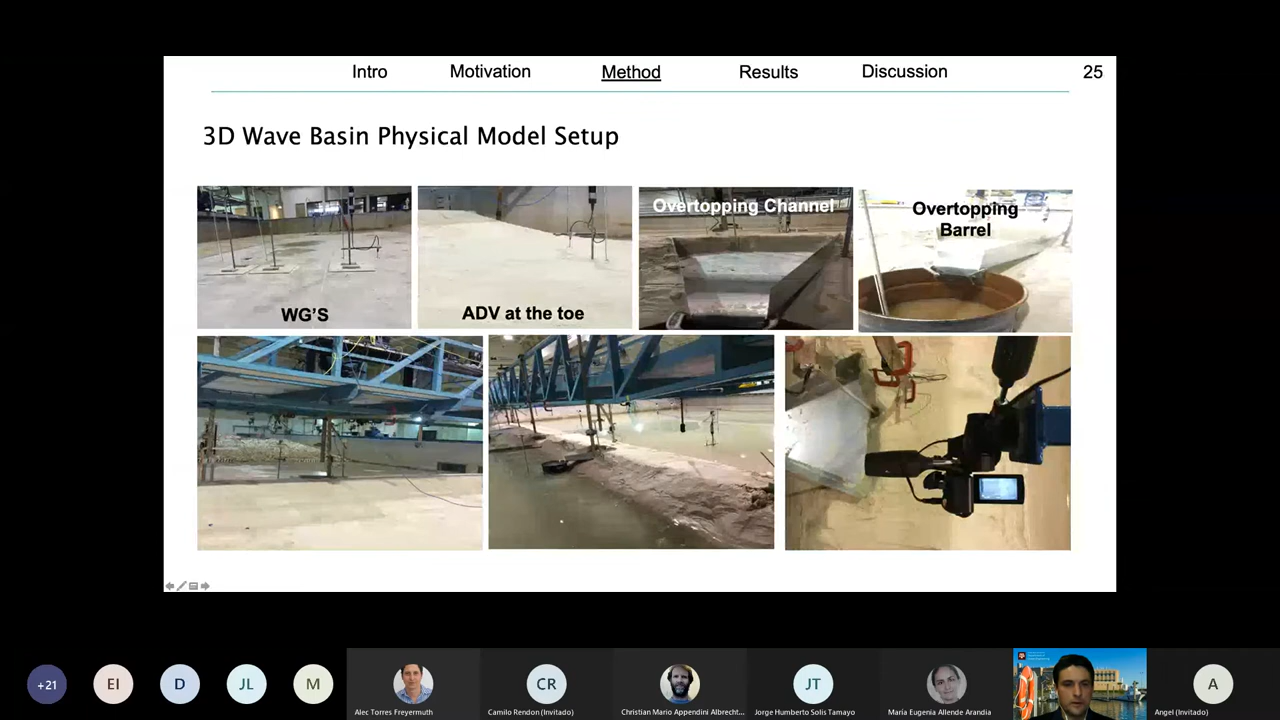 Intro Motivation Method Results Discussion 25
3D Wave Basin Physical Model Setup
WG'S
ADV at the toe
Overtopping Channel
Overtopping
Barrel
+21 EI D JL M CR JT A
Alec Torres Freyermuth
Camilo Rendon (Invitado)
Christian Mario Appendini Albrecht...
Jorge Humberto Solis Tamayo
María Eugenia Allende Arandia
Angel (Invitado)